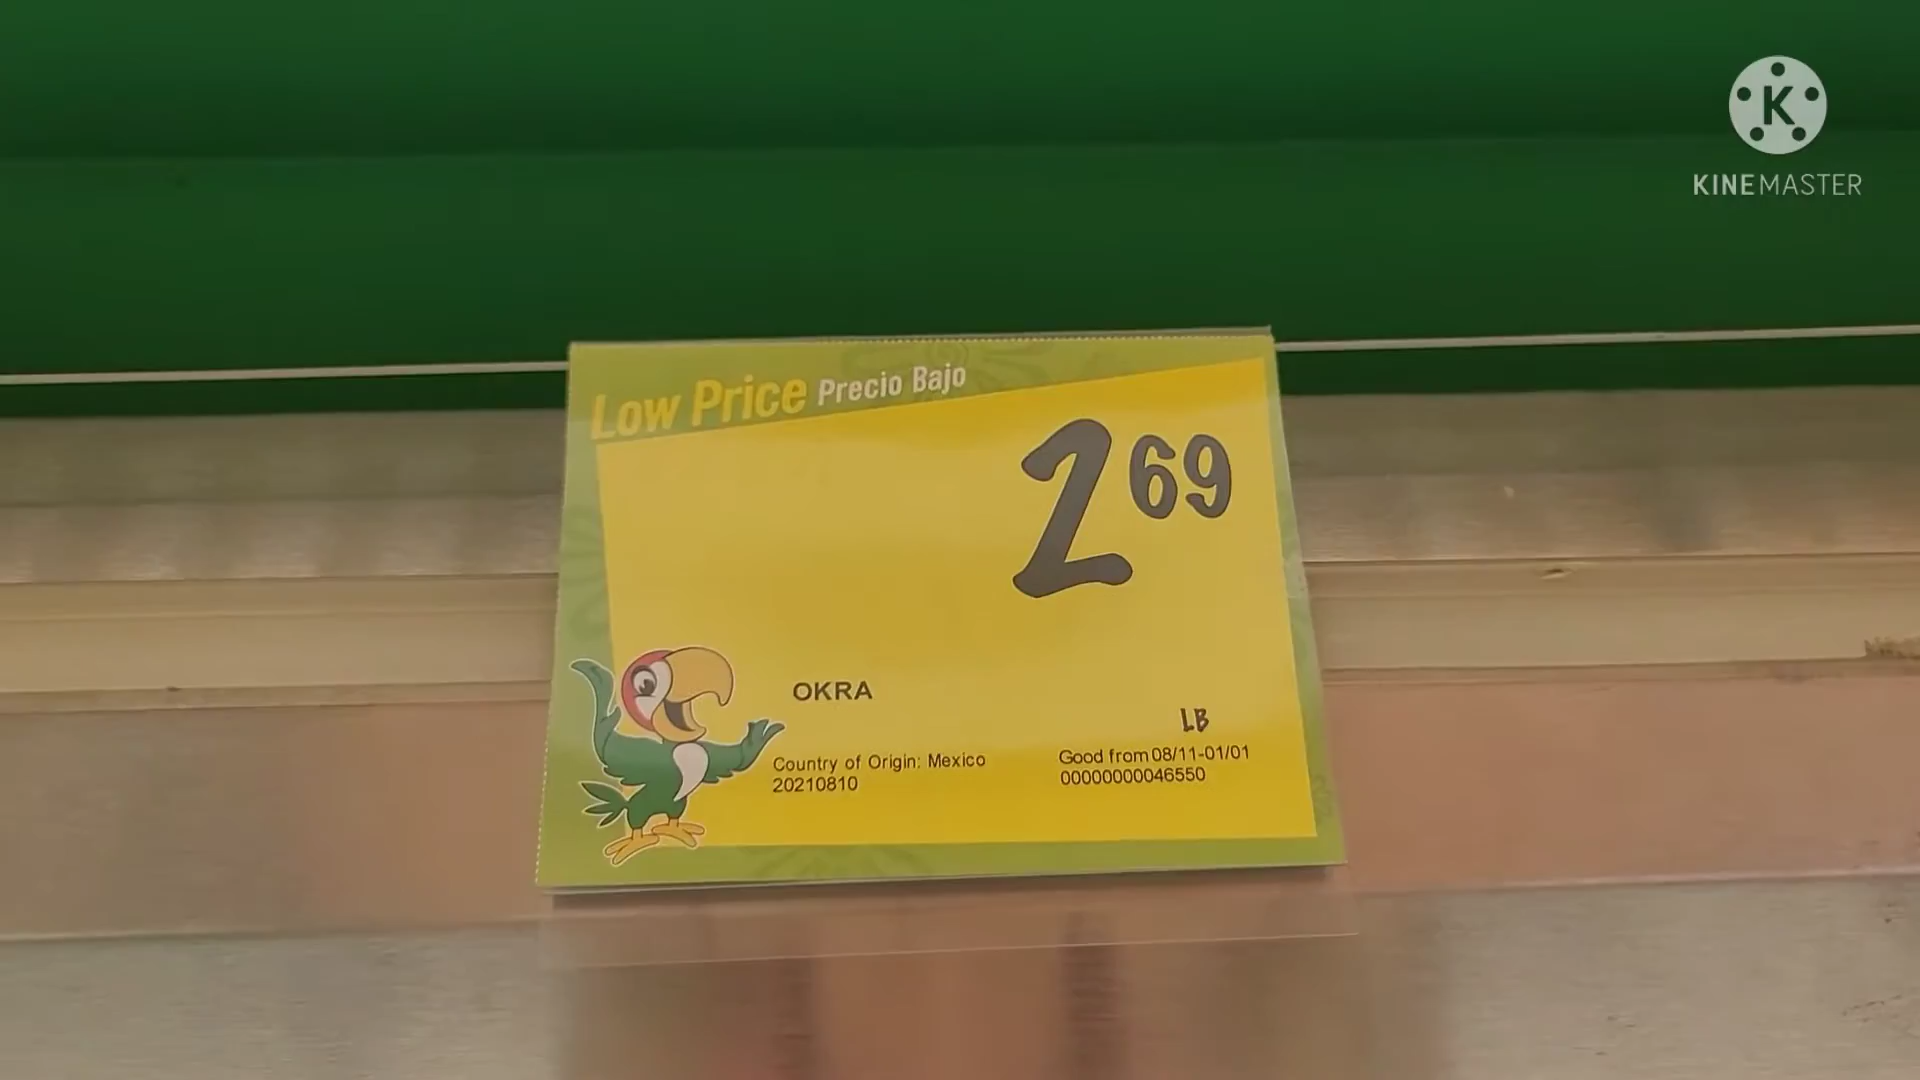 K
KINEMASTER
Low Price Precio Bajo
2 69
OKRA
LB
Country of Origin: Mexico
20210810
Good from 08/11-01/01
00000000046550